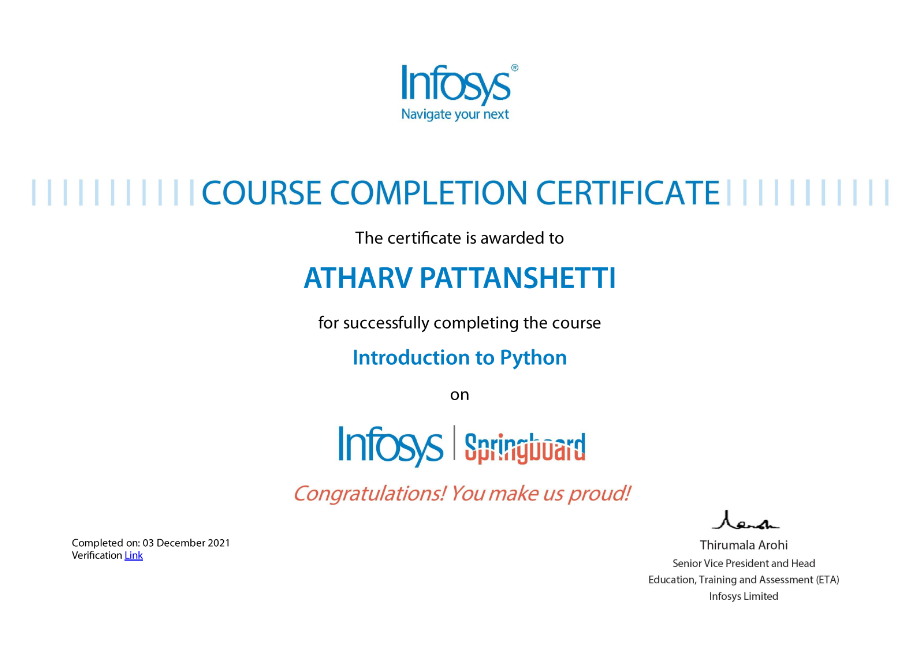 Infosys®
Navigate your next
COURSE COMPLETION CERTIFICATE
The certificate is awarded to
ATHARV PATTANSHETTI
for successfully completing the course
Introduction to Python
on
Infosys | Springboard
Congratulations! You make us proud!
Completed on: 03 December 2021
Verification Link
Thirumala Arohi
Senior Vice President and Head
Education, Training and Assessment (ETA)
Infosys Limited